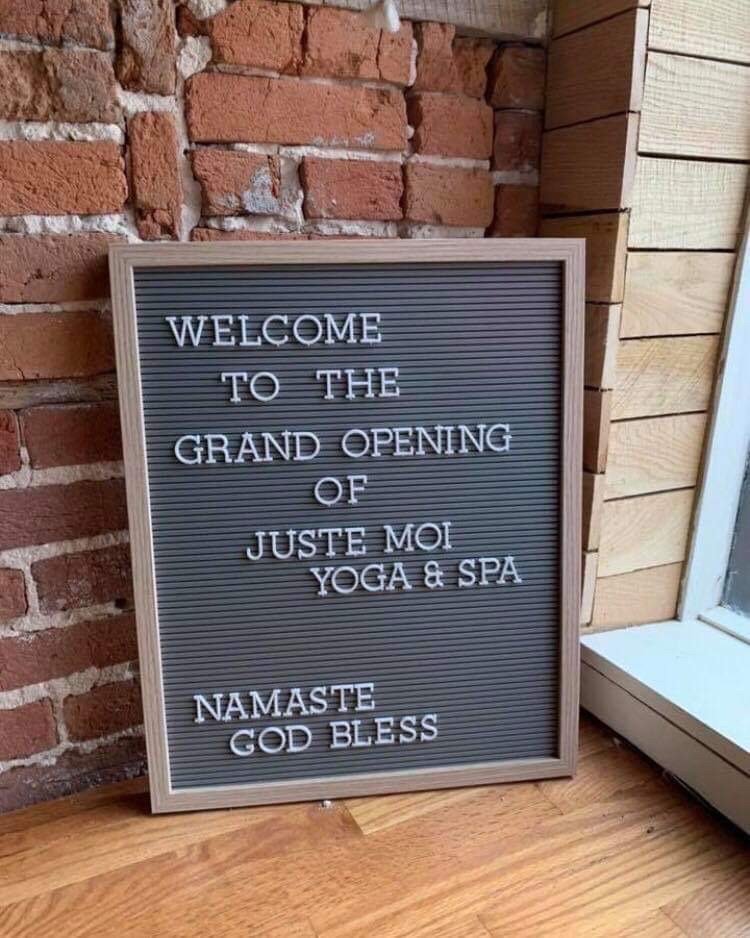 WELCOME
TO THE
GRAND OPENING
OF
JUSTE MOI
YOGA & SPA
NAMASTE
GOD BLESS